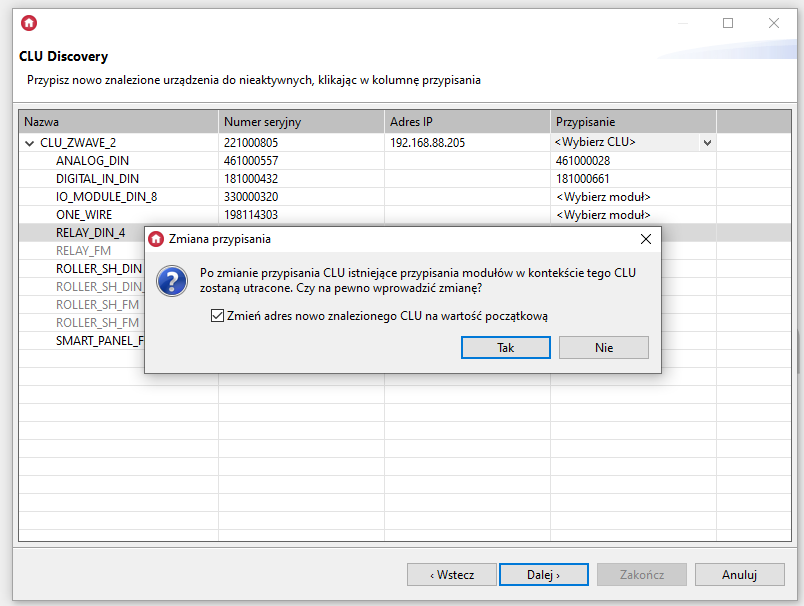 CLU Discovery
Przypisz nowo znalezione urządzenia do nieaktywnych, klikając w kolumnę przypisania
Nazwa Numer seryjny Adres IP Przypisanie
CLU_ZWAVE_2 221000805 192.168.88.205 <Wybierz CLU>
ANALOG_DIN 461000557 461000028
DIGITAL_IN_DIN 181000432 181000661
IO_MODULE_DIN_8 330000320 <Wybierz moduł>
ONE_WIRE 198114303 <Wybierz moduł>
RELAY_DIN_4
RELAY_FM
ROLLER_SH_DIN
ROLLER_SH_DIN_
ROLLER_SH_FM
ROLLER_SH_FM
SMART_PANEL_F
Zmiana przypisania
Po zmianie przypisania CLU istniejące przypisania modułów w kontekście tego CLU
zostaną utracone. Czy na pewno wprowadzić zmianę?
Zmień adres nowo znalezionego CLU na wartość początkową
Tak Nie
‹ Wstecz Dalej › Zakończ Anuluj